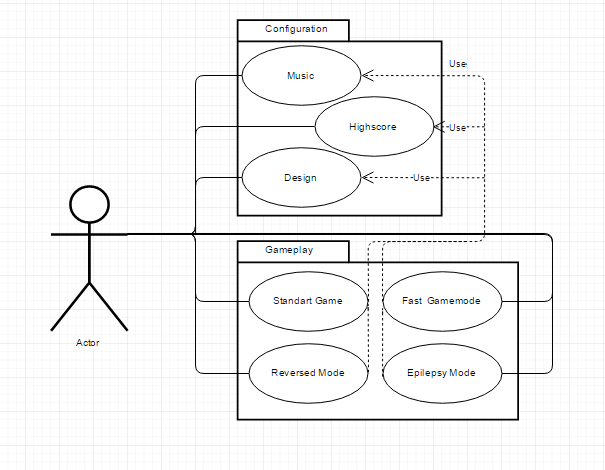 Configuration
Use
Music
Highscore
Use
Design
Use
Gameplay
Standart Game
Fast Gamemode
Actor
Reversed Mode
Epilepsy Mode